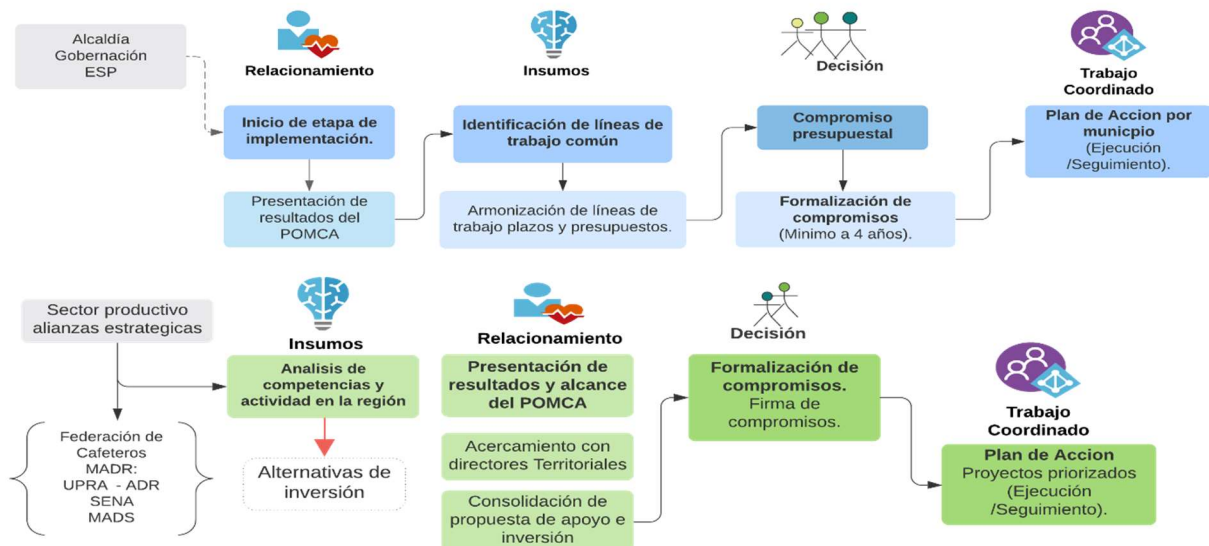 Alcaldía
Gobernación
ESP
Relacionamiento
Insumos
Decisión
Trabajo
Coordinado
Inicio de etapa de
implementación.
Identificación de líneas de
trabajo común
Compromiso
presupuestal
Plan de Accion por
municpio
(Ejecución
/Seguimiento).
Presentación de
resultados del
POMCA
Armonización de líneas de
trabajo plazos y presupuestos.
Formalización de
compromisos
(Minimo a 4 años).
Sector productivo
alianzas estrategicas
Insumos
Relacionamiento
Decisión
Trabajo
Coordinado
Analisis de
competencias y
actividad en la región
Presentación de
resultados y alcance
del POMCA
Formalización de
compromisos.
Firma de
compromisos.
Federación de
Cafeteros
MADR:
UPRA - ADR
SENA
MADS
Alternativas de
inversión
Acercamiento con
directores Territoriales
Consolidación de
propuesta de apoyo e
inversión
Plan de Accion
Proyectos priorizados
(Ejecución
/Seguimiento).